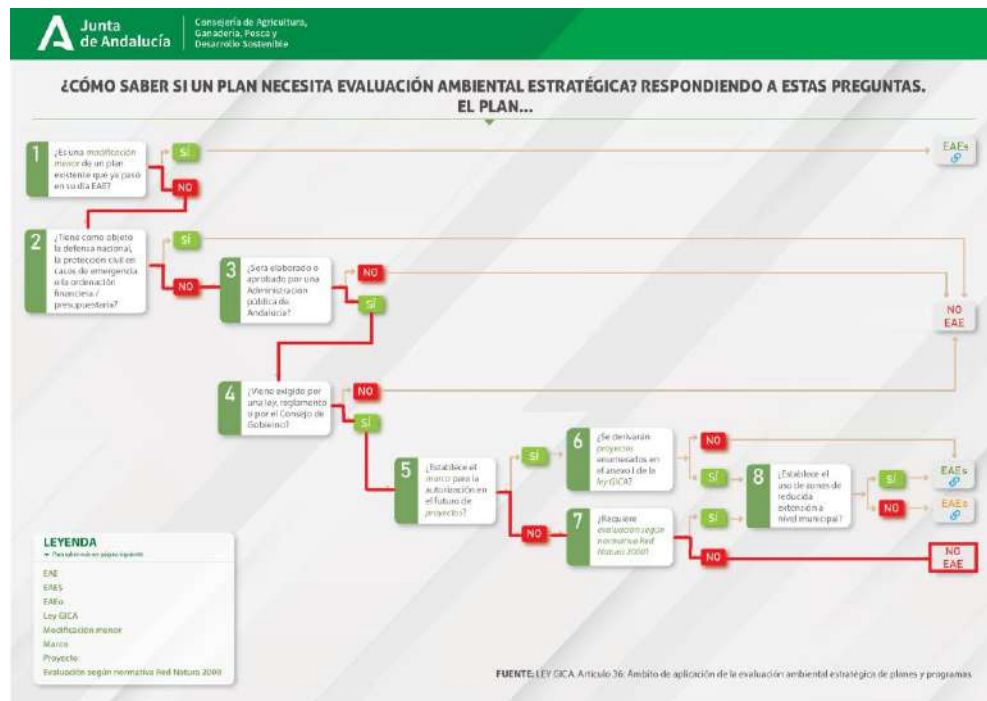 Junta
de Andalucía
Consejería de Agricultura,
Ganadería, Pesca y
Desarrollo Sostenible
¿CÓMO SABER SI UN PLAN NECESITA EVALUACIÓN AMBIENTAL ESTRATÉGICA? RESPONDIENDO A ESTAS PREGUNTAS.
EL PLAN...
1
¿Es una modificación
menor de un plan
existente que ya pasó
en su día EAE?
SÍ
NO
EAEs
2
¿Tiene como objeto
la defensa nacional,
la protección civil en
casos de emergencia
o la ordenación
financiera /
presupuestaria?
SÍ
NO
3
¿Será elaborado o
aprobado por una
Administración
pública de
Andalucía?
NO
SÍ
NO
EAE
4
¿Viene exigido por
una ley, reglamento
o por el Consejo de
Gobierno?
NO
SÍ
5
¿Establece el
marco para la
autorización en
el futuro de
proyectos?
SÍ
NO
6
¿Se derivarán
proyectos
enumerados en
el anexo I de la
ley GICA?
NO
SÍ
7
¿Requiere
evaluación según
normativa Red
Natura 2000?
SÍ
NO
8
¿Establece el
uso de zonas de
reducida
extensión a
nivel municipal?
SÍ
NO
EAEs
EAEo
NO
EAE
LEYENDA
EAE
EAES
EAEo
Ley GICA
Modificación menor
Marco
Proyecto
Evaluación según normativa Red Natura 2000
FUENTE: LEY GICA. Artículo 36: Ámbito de aplicación de la evaluación ambiental estratégica de planes y programas